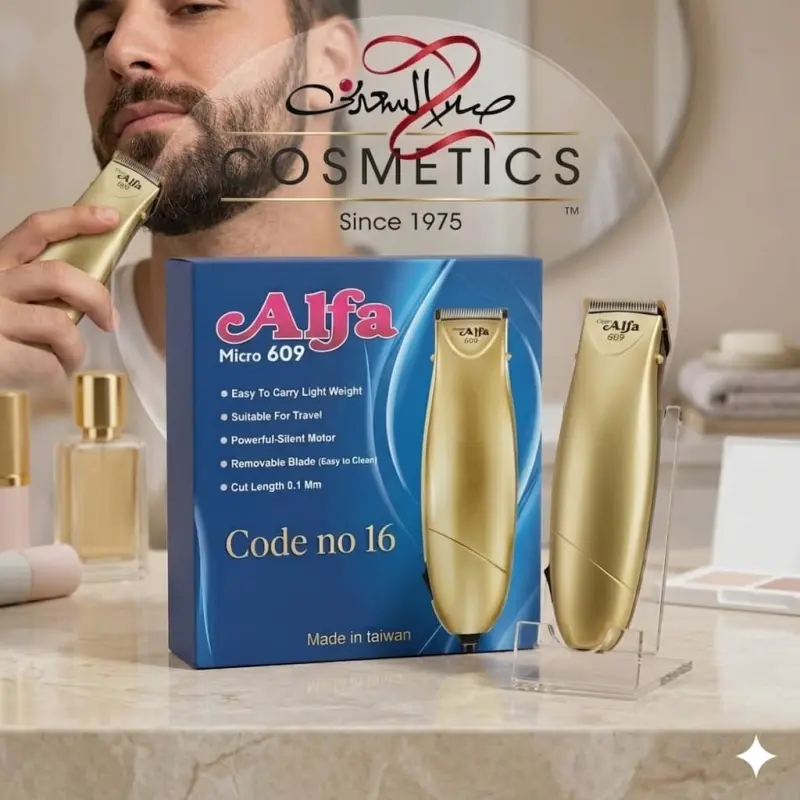 صيدلية السعدني
COSMETICS
Since 1975
TM
Alfa
609
Alfa
Micro 609
Easy To Carry Light Weight
Suitable For Travel
Powerful-Silent Motor
Removable Blade (Easy to Clean)
Cut Length 0.1 Mm
Code no 16
Made in taiwan
Alfa
609
Alfa
609